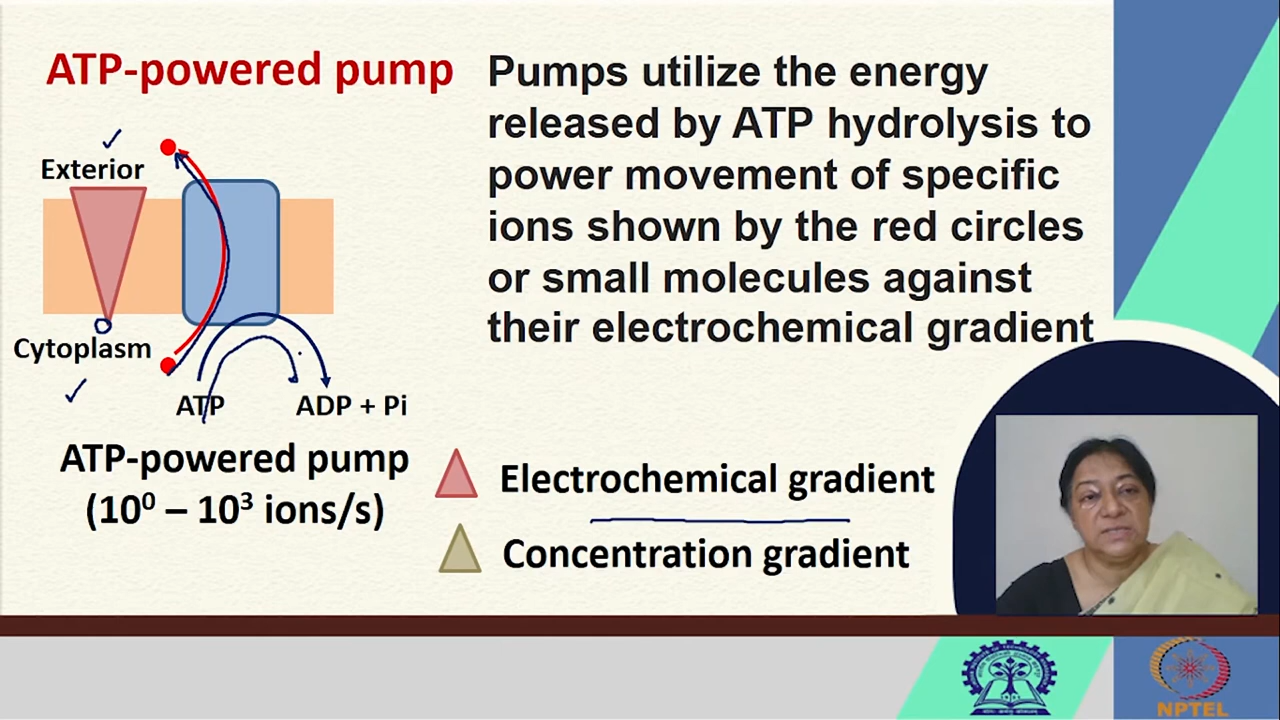 ATP-powered pump
Exterior
Cytoplasm
ATP
ADP + Pi
ATP-powered pump
(10⁰ – 10³ ions/s)
Pumps utilize the energy
released by ATP hydrolysis to
power movement of specific
ions shown by the red circles
or small molecules against
their electrochemical gradient
Electrochemical gradient
Concentration gradient
NPTEL